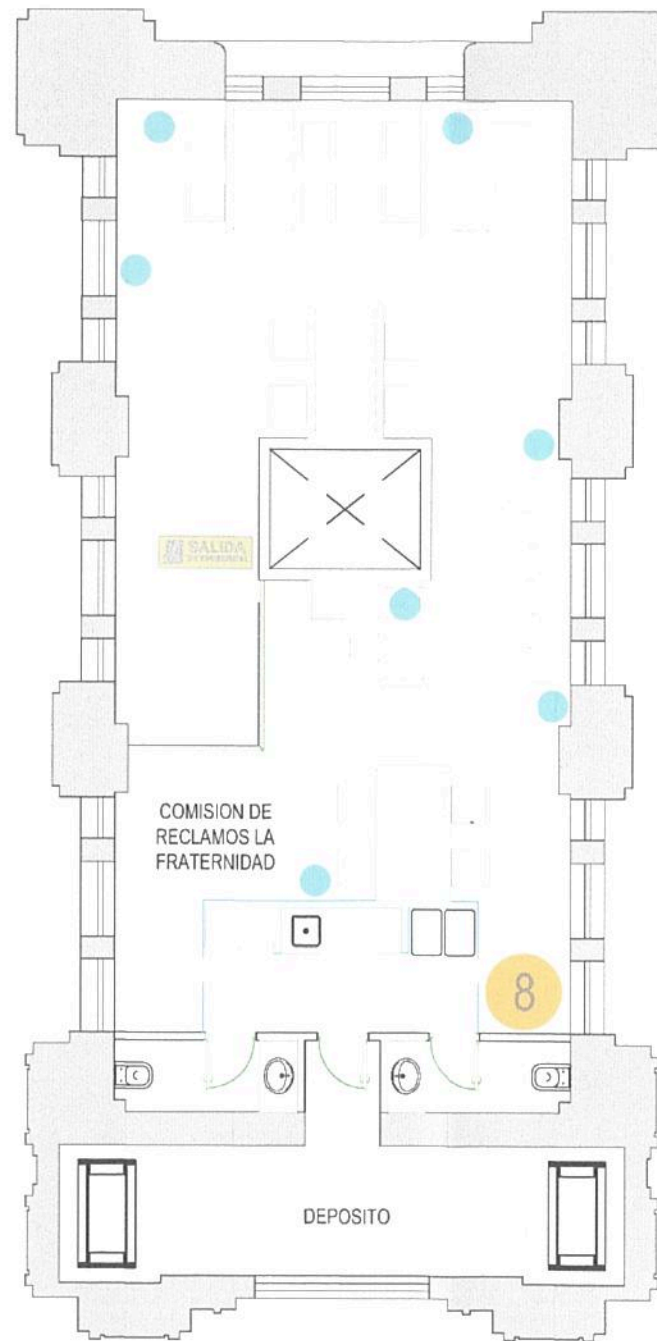 SALIDA
COMISION DE
RECLAMOS LA
FRATERNIDAD
8
DEPOSITO